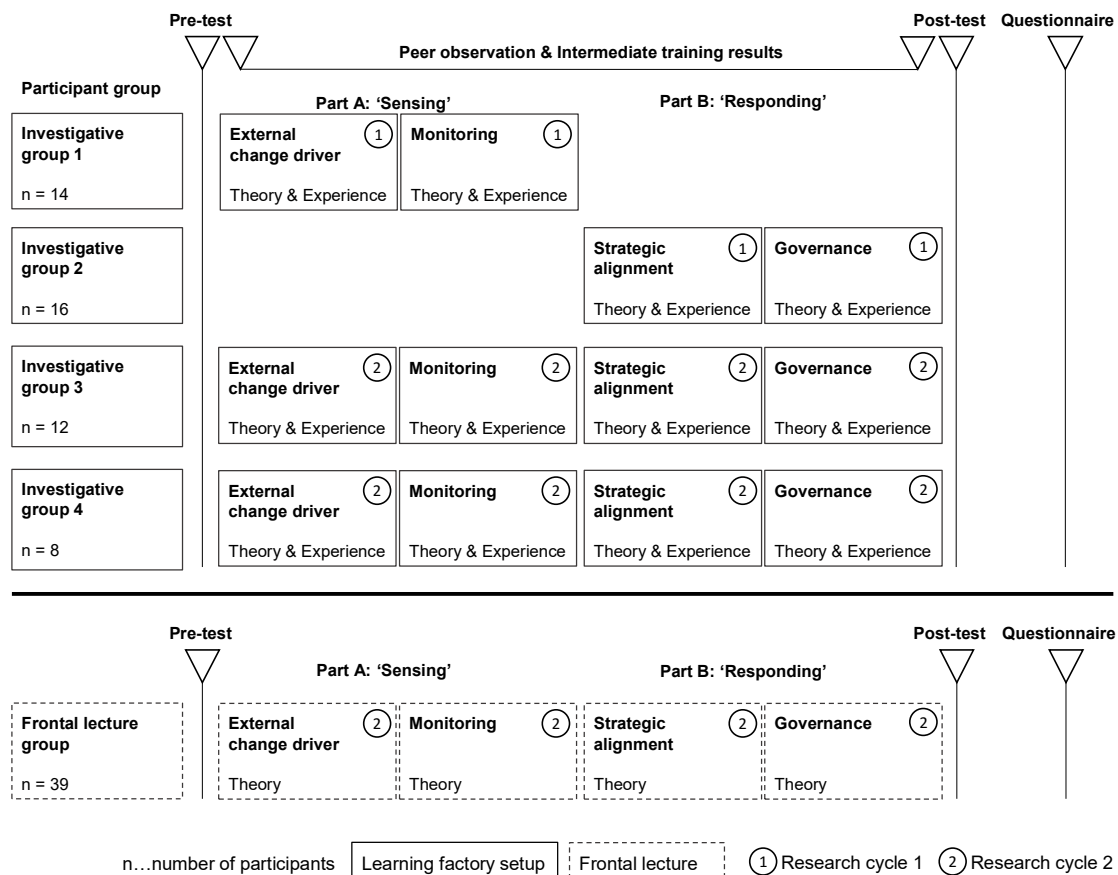 Pre-test
Post-test
Questionnaire
Peer observation & Intermediate training results
Participant group
Part A: ‘Sensing’
Part B: ‘Responding’
Investigative
group 1
n = 14
External
change driver
1
Theory & Experience
Monitoring
1
Theory & Experience
Investigative
group 2
n = 16
Strategic
alignment
1
Theory & Experience
Governance
1
Theory & Experience
Investigative
group 3
n = 12
External
change driver
2
Theory & Experience
Monitoring
2
Theory & Experience
Strategic
alignment
2
Theory & Experience
Governance
2
Theory & Experience
Investigative
group 4
n = 8
External
change driver
2
Theory & Experience
Monitoring
2
Theory & Experience
Strategic
alignment
2
Theory & Experience
Governance
2
Theory & Experience
Pre-test
Post-test
Questionnaire
Part A: ‘Sensing’
Part B: ‘Responding’
Frontal lecture
group
n = 39
External
change driver
2
Theory
Monitoring
2
Theory
Strategic
alignment
2
Theory
Governance
2
Theory
n...number of participants
Learning factory setup
Frontal lecture
1 Research cycle 1
2 Research cycle 2